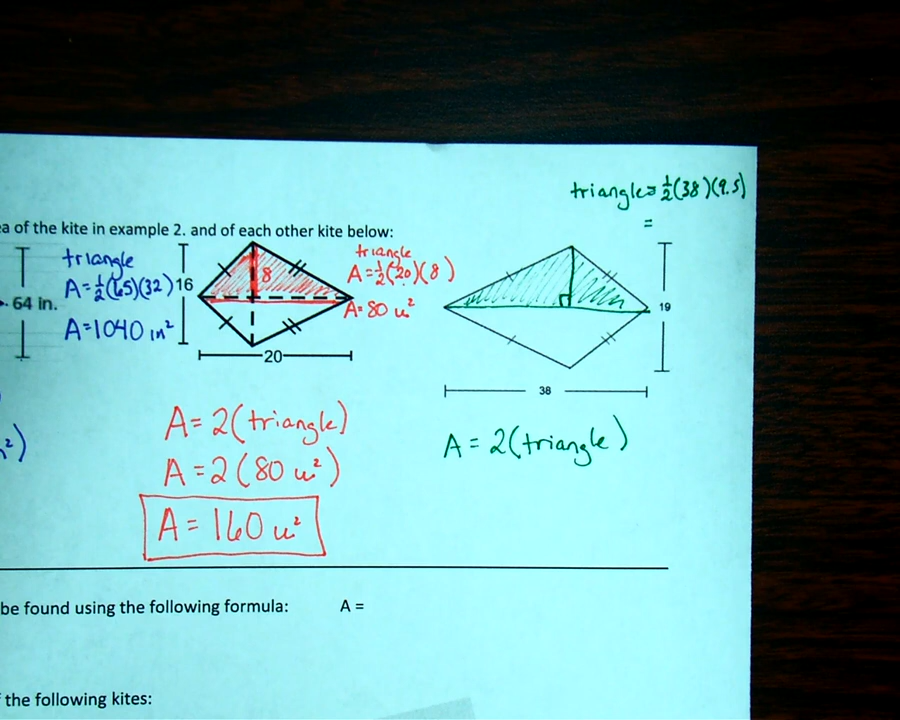 triangle = ½(38)(9.5)
=
ea of the kite in example 2. and of each other kite below:
64 in.
triangle
A=½(65)(32)
A=1040 in²
16
8
20
triangle
A=½(20)(8)
A=80 u²
19
38
²)
A= 2(triangle)
A=2(80 u²)
A= 160 u²
A = 2(triangle)
be found using the following formula: A =
f the following kites: